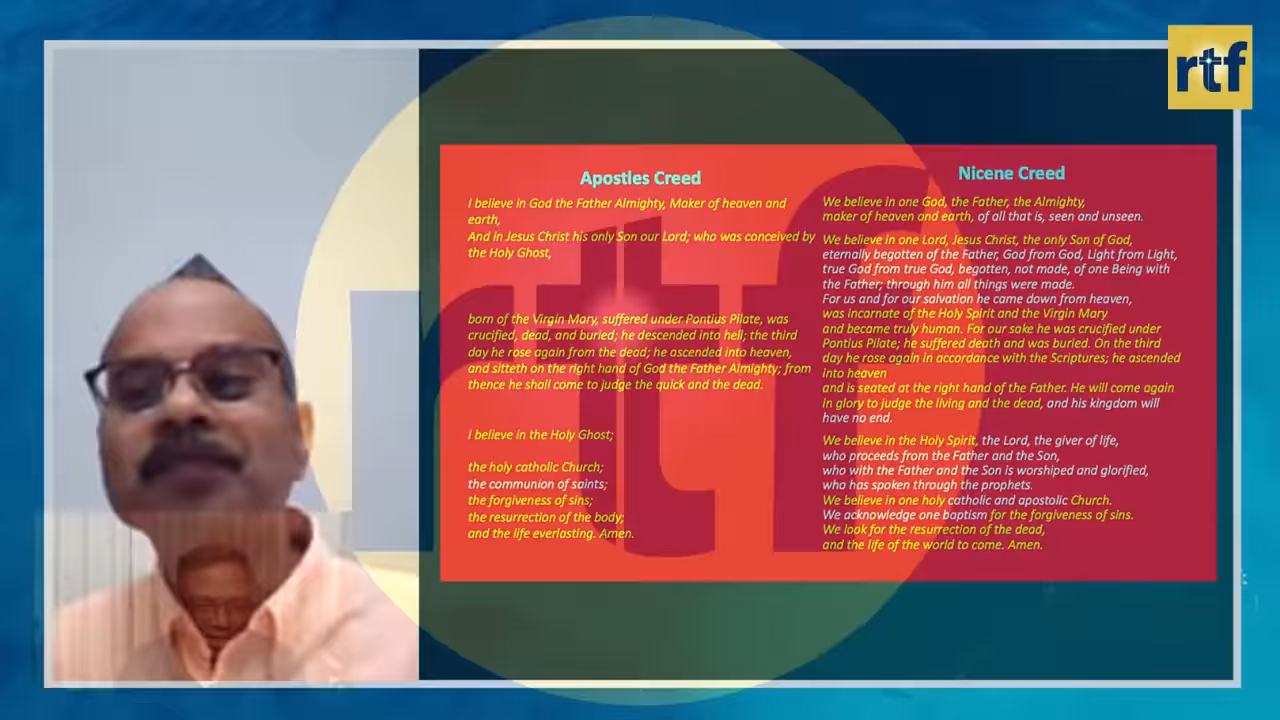 rtf
Apostles Creed
I believe in God the Father Almighty, Maker of heaven and
earth,
And in Jesus Christ his only Son our Lord; who was conceived by
the Holy Ghost,
born of the Virgin Mary, suffered under Pontius Pilate, was
crucified, dead, and buried; he descended into hell; the third
day he rose again from the dead; he ascended into heaven,
and sitteth on the right hand of God the Father Almighty; from
thence he shall come to judge the quick and the dead.
I believe in the Holy Ghost;
the holy catholic Church;
the communion of saints;
the forgiveness of sins;
the resurrection of the body;
and the life everlasting. Amen.
Nicene Creed
We believe in one God, the Father, the Almighty,
maker of heaven and earth, of all that is, seen and unseen.
We believe in one Lord, Jesus Christ, the only Son of God,
eternally begotten of the Father, God from God, Light from Light,
true God from true God, begotten, not made, of one Being with
the Father; through him all things were made.
For us and for our salvation he came down from heaven,
was incarnate of the Holy Spirit and the Virgin Mary
and became truly human. For our sake he was crucified under
Pontius Pilate; he suffered death and was buried. On the third
day he rose again in accordance with the Scriptures; he ascended
into heaven
and is seated at the right hand of the Father. He will come again
in glory to judge the living and the dead, and his kingdom will
have no end.
We believe in the Holy Spirit, the Lord, the giver of life,
who proceeds from the Father and the Son,
who with the Father and the Son is worshiped and glorified,
who has spoken through the prophets.
We believe in one holy catholic and apostolic Church.
We acknowledge one baptism for the forgiveness of sins.
We look for the resurrection of the dead,
and the life of the world to come. Amen.
rtf